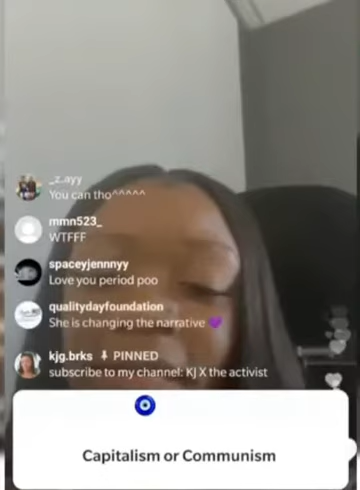 _z.ayy
You can tho^^^^^
mmn523_
WTFFF
spaceyjennnyy
Love you period poo
qualitydayfoundation
She is changing the narrative 💜
kjg.brks PINNED
subscribe to my channel: KJ X the activist
Capitalism or Communism